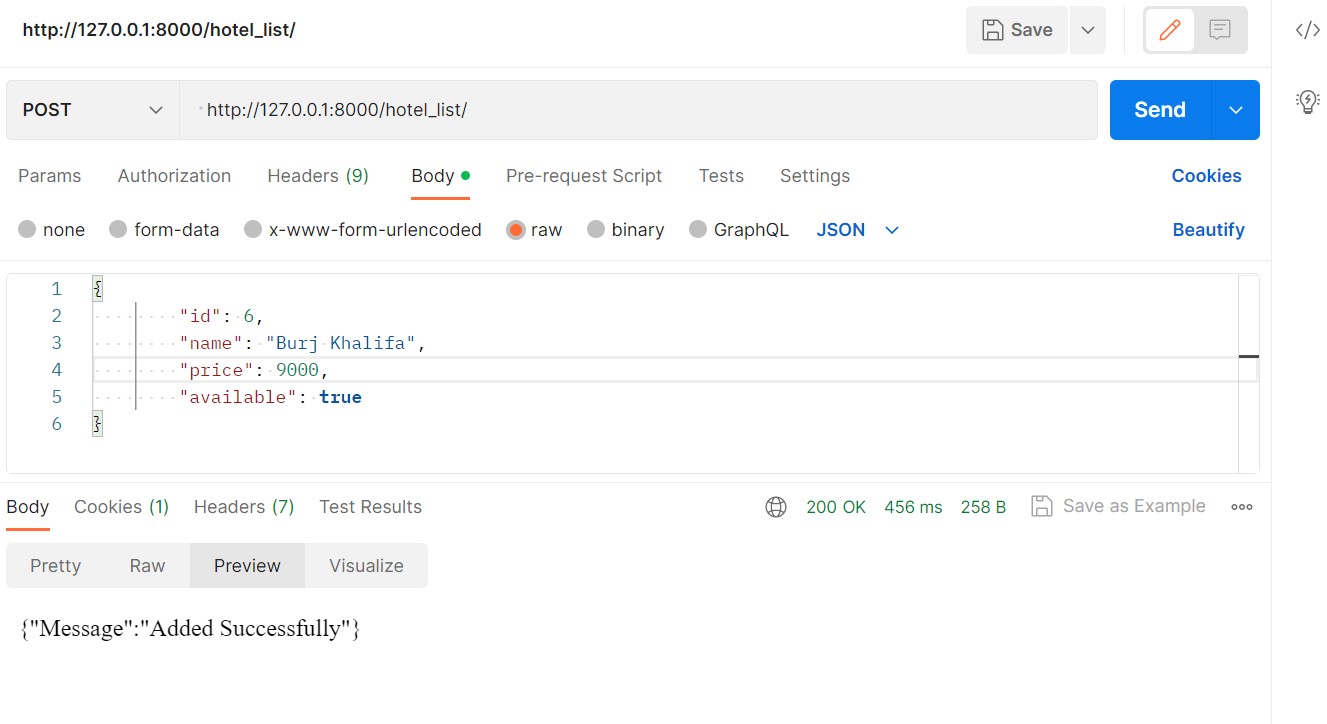 http://127.0.0.1:8000/hotel_list/ Save
POST http://127.0.0.1:8000/hotel_list/ Send
Params Authorization Headers (9) Body Pre-request Script Tests Settings Cookies
none form-data x-www-form-urlencoded raw binary GraphQL JSON Beautify
1 {
2 "id": 6,
3 "name": "Burj Khalifa",
4 "price": 9000,
5 "available": true
6 }
Body Cookies (1) Headers (7) Test Results 200 OK 456 ms 258 B Save as Example
Pretty Raw Preview Visualize
{"Message":"Added Successfully"}